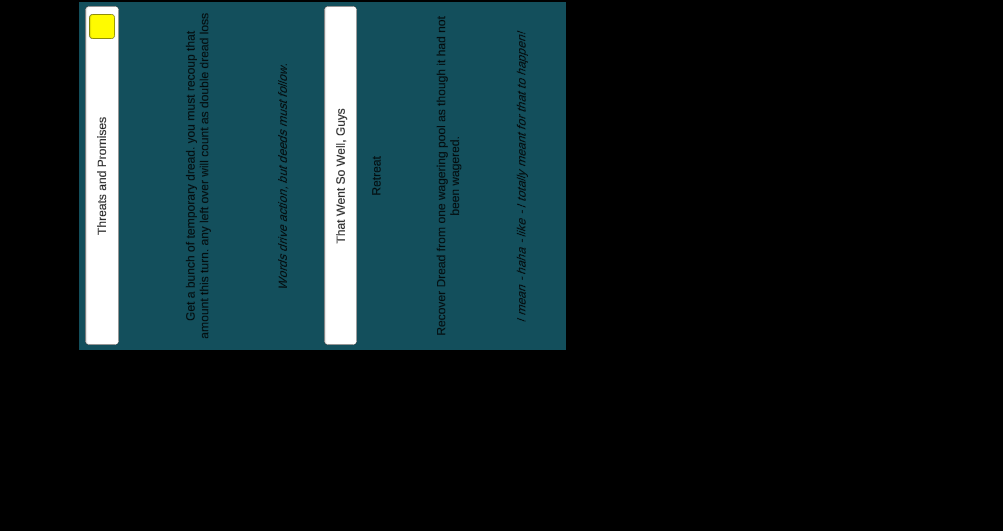 Threats and Promises
Get a bunch of temporary dread. you must recoup that
amount this turn. any left over will count as double dread loss
Words drive action, but deeds must follow.
That Went So Well, Guys
Retreat
Recover Dread from one wagering pool as though it had not
been wagered.
I mean - haha - like - I totally meant for that to happen!